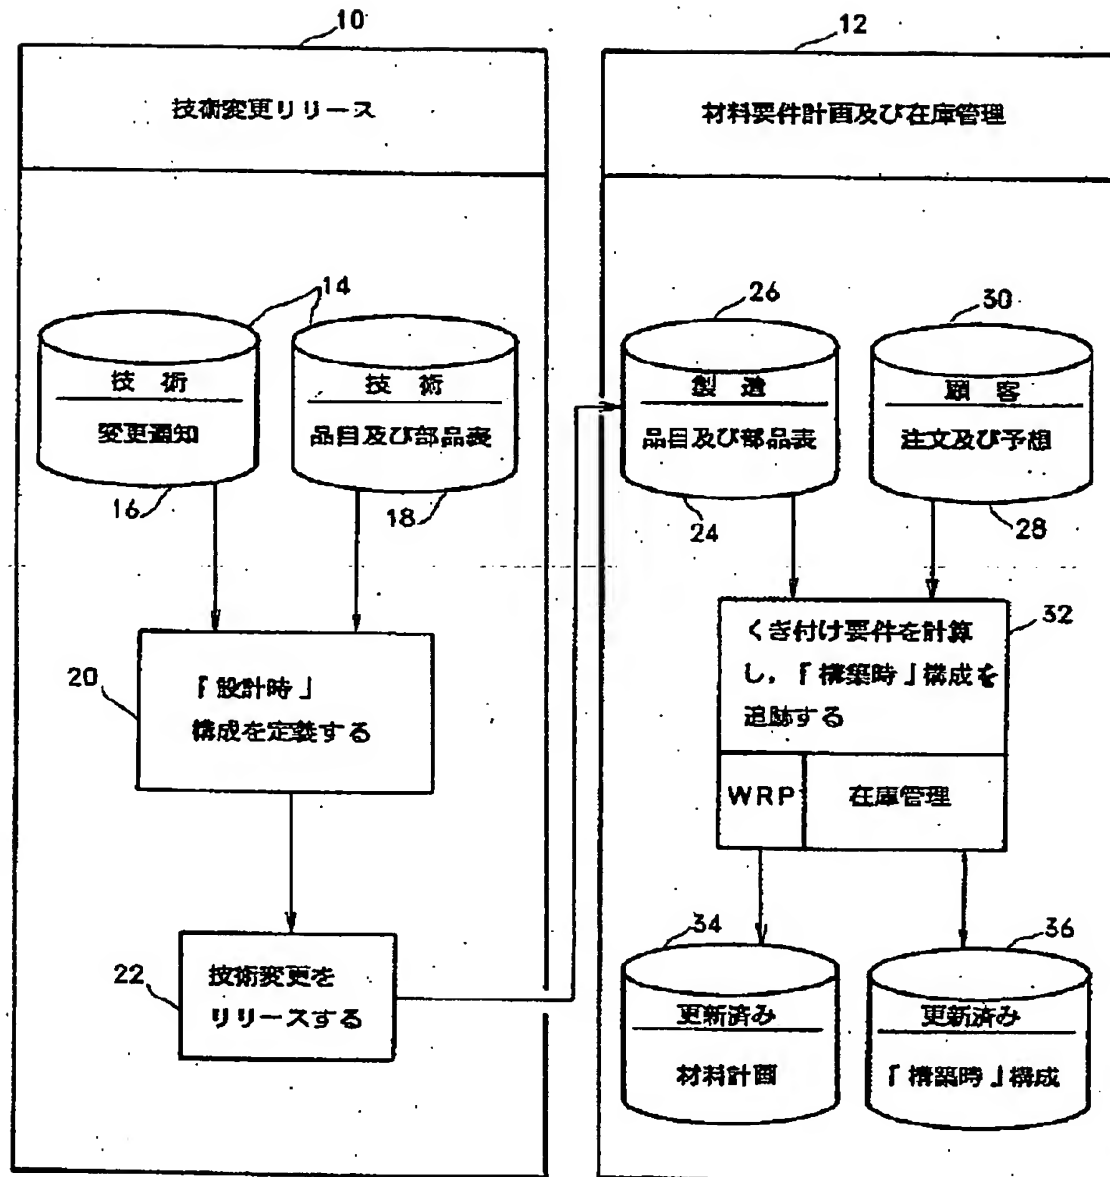 10
技術変更リリース
14
技 術
変更通知
16
技 術
品目及び部品表
18
20
「設計時」
構成を定義する
22
技術変更を
リリースする
12
材料要件計画及び在庫管理
26
製 造
品目及び部品表
24
30
顧 客
注文及び予想
28
くぎ付け要件を計算
し,「構築時」構成を
追跡する
32
WRP
在庫管理
34
更新済み
材料計画
36
更新済み
「構築時」構成